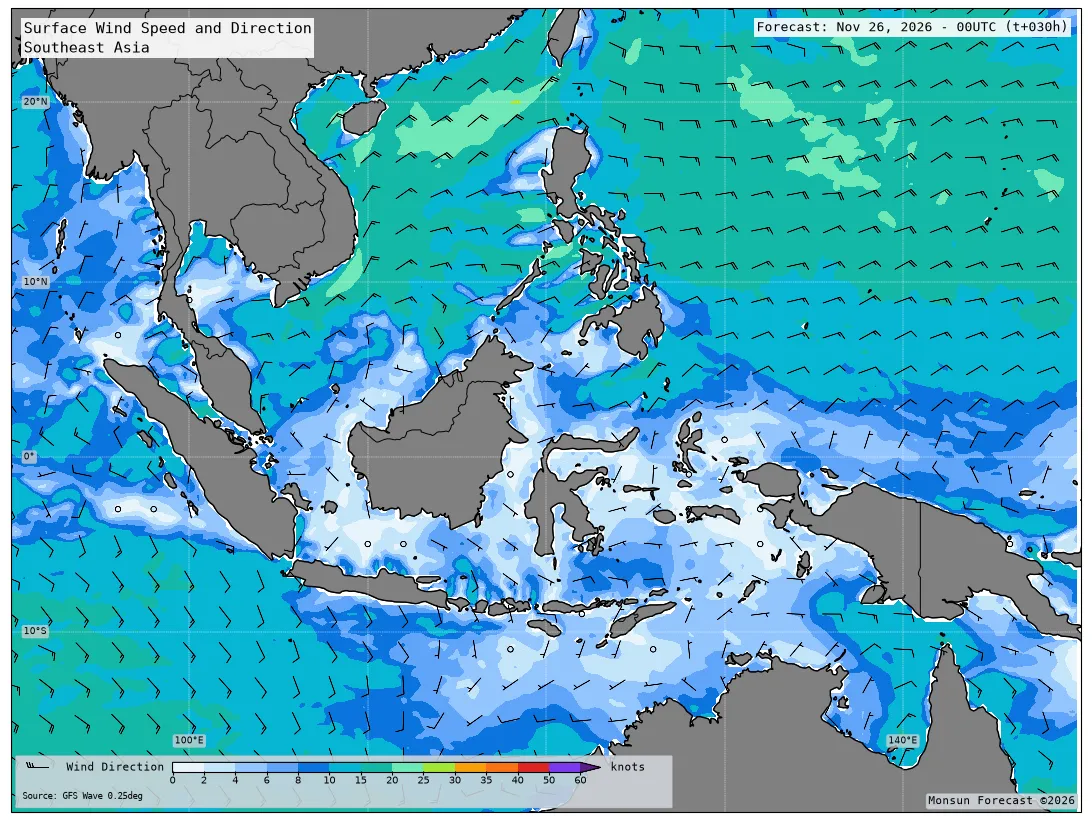 Surface Wind Speed and Direction
Southeast Asia
Forecast: Nov 26, 2026 - 00UTC (t+030h)
20°N
10°N
0°
10°S
100°E
140°E
Wind Direction
0 2 4 6 8 10 15 20 25 30 35 40 50 60
knots
Source: GFS Wave 0.25deg
Monsun Forecast ©2026